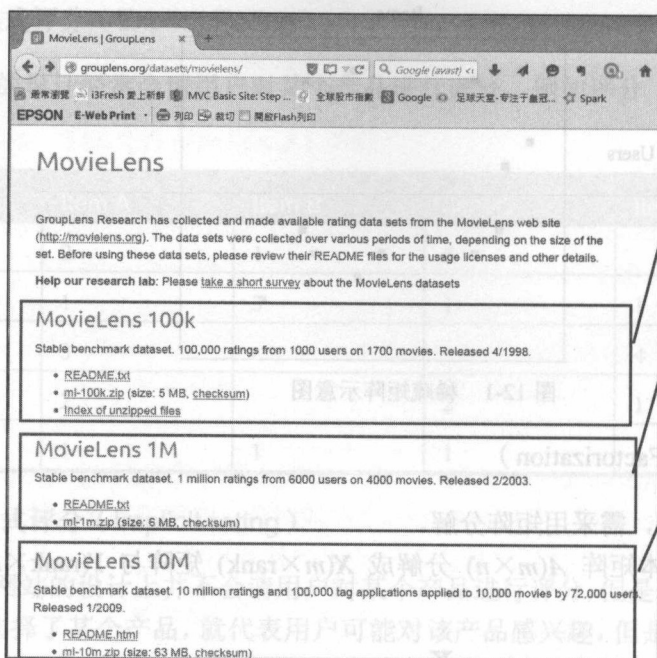 MovieLens | GroupLens ×
grouplens.org/datasets/movielens/
Google (avast)
最常瀏覽 i3Fresh 愛上新鮮 MVC Basic Site: Step ... 全球股市指數 Google 足球天堂-专注于皇冠... Spark
EPSON E-Web Print 列印 裁切 開啟Flash列印
MovieLens
GroupLens Research has collected and made available rating data sets from the MovieLens web site
(http://movielens.org). The data sets were collected over various periods of time, depending on the size of the
set. Before using these data sets, please review their README files for the usage licenses and other details.
Help our research lab: Please take a short survey about the MovieLens datasets
MovieLens 100k
Stable benchmark dataset. 100,000 ratings from 1000 users on 1700 movies. Released 4/1998.
• README.txt
• ml-100k.zip (size: 5 MB, checksum)
• Index of unzipped files
MovieLens 1M
Stable benchmark dataset. 1 million ratings from 6000 users on 4000 movies. Released 2/2003.
• README.txt
• ml-1m.zip (size: 6 MB, checksum)
MovieLens 10M
Stable benchmark dataset. 10 million ratings and 100,000 tag applications applied to 10,000 movies by 72,000 users.
Released 1/2009.
• README.html
• ml-10m.zip (size: 63 MB, checksum)